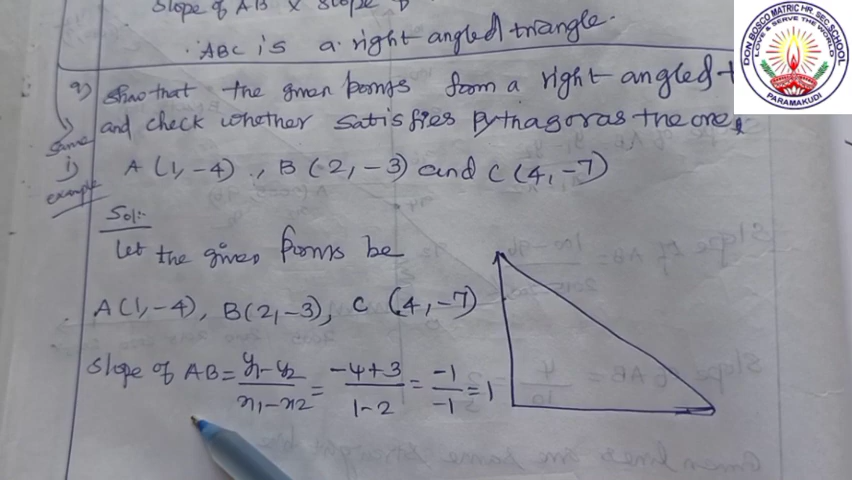 Slope of AB × Slope
∴ ABC is a right angled triangle.
9) Show that the given points form a right angled
and check whether satisfies Pythagoras theorem
Same
i) A(1,-4), B(2,-3) and C(4,-7)
example
Sol:-
Let the given points be
A(1,-4), B(2,-3), C(4,-7)
Slope of AB = y1-y2/x1-x2 = -4+3/1-2 = -1/-1 = 1
DON BOSCO MATRIC HR. SEC SCHOOL
LOVE & SERVE THE WORLD
PARAMAKUDI